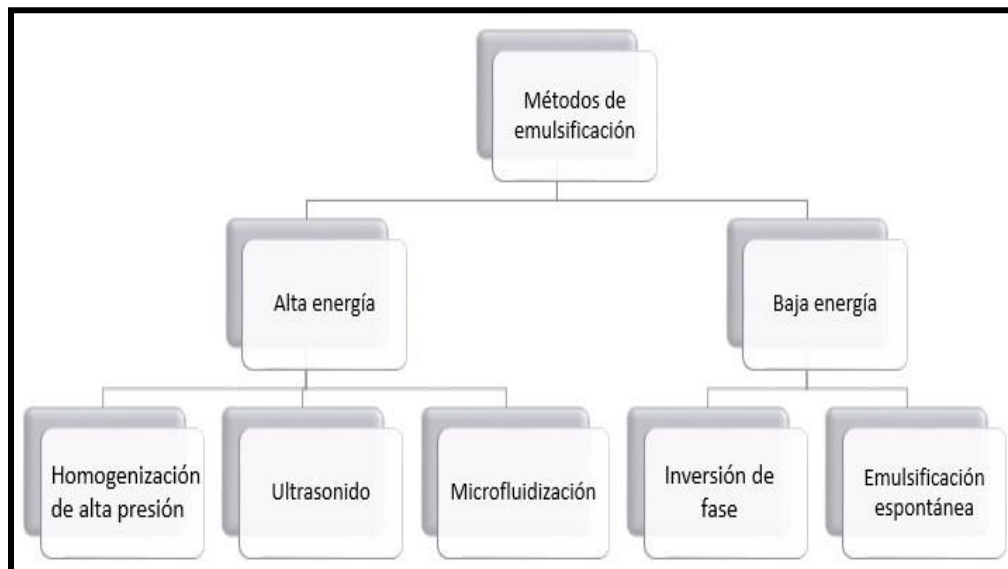 Métodos de
emulsificación
Alta energía
Baja energía
Homogenización
de alta presión
Ultrasonido
Microfluidización
Inversión de
fase
Emulsificación
espontánea